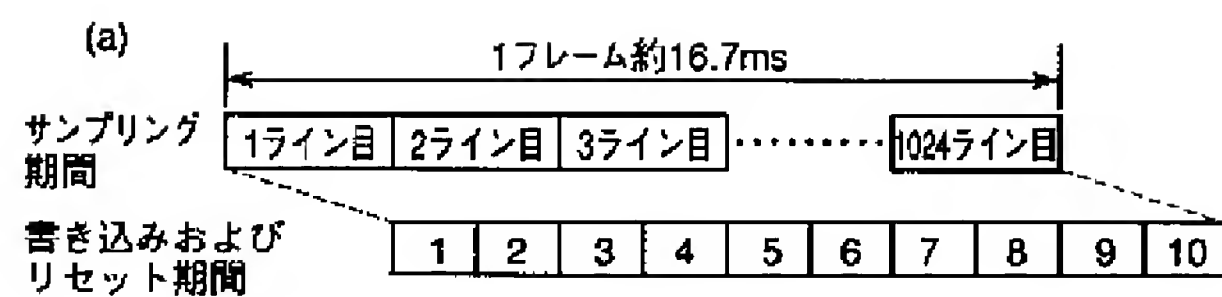 (a)
1フレーム約16.7ms
サンプリング
期間
1ライン目 2ライン目 3ライン目 ········· 1024ライン目
書き込みおよび
リセット期間
1 2 3 4 5 6 7 8 9 10